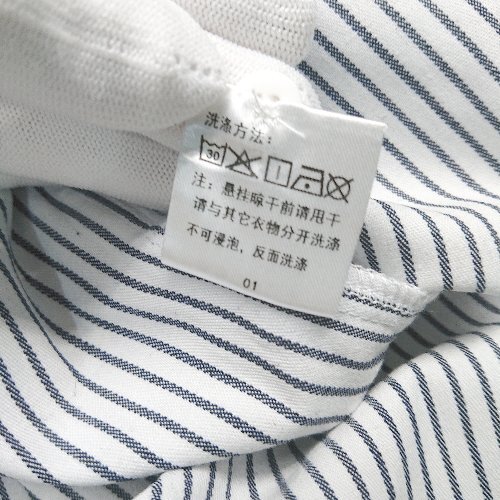 洗涤方法:
30
注: 悬挂晾干前请甩干
请与其它衣物分开洗涤
不可浸泡, 反面洗涤
01